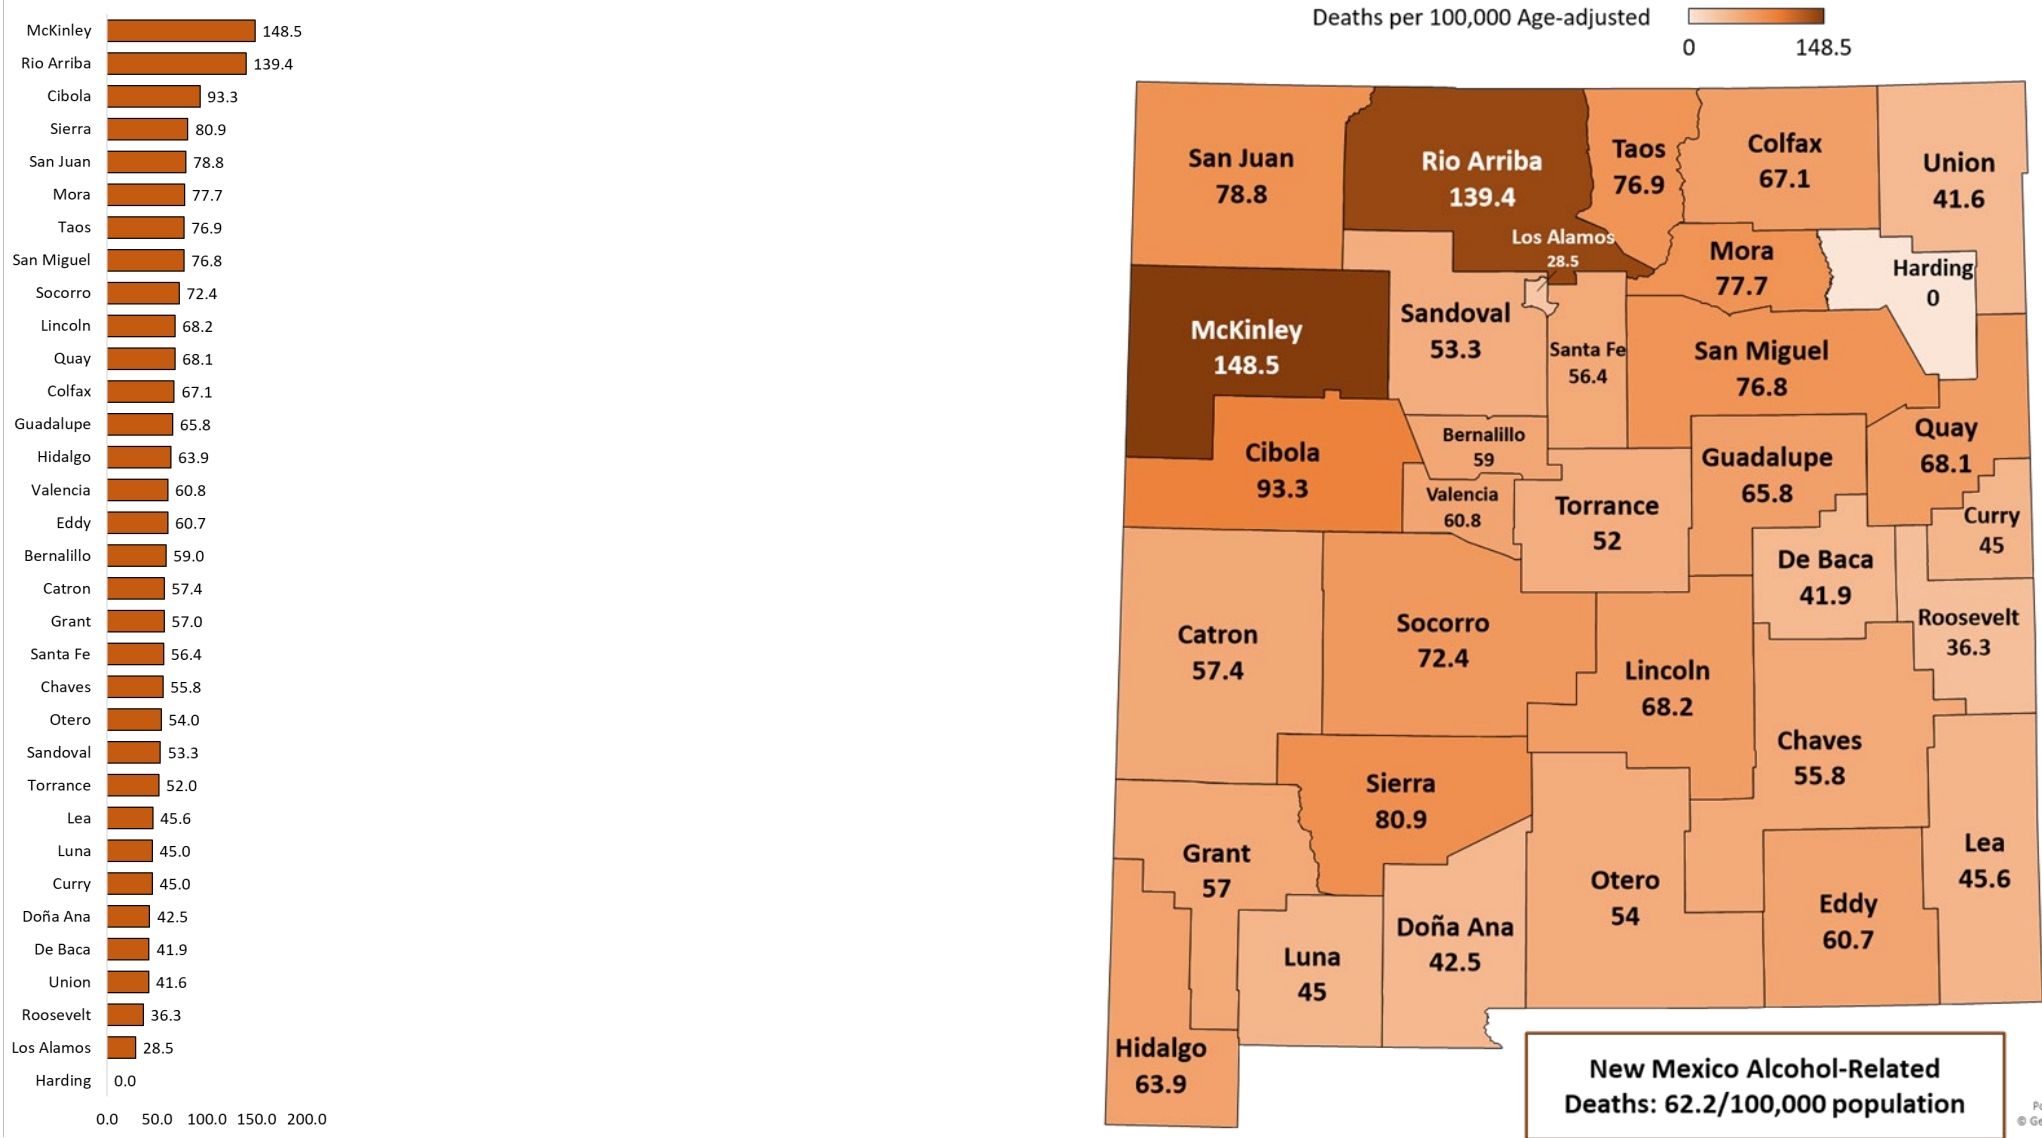 McKinley 148.5
Rio Arriba 139.4
Cibola 93.3
Sierra 80.9
San Juan 78.8
Mora 77.7
Taos 76.9
San Miguel 76.8
Socorro 72.4
Lincoln 68.2
Quay 68.1
Colfax 67.1
Guadalupe 65.8
Hidalgo 63.9
Valencia 60.8
Eddy 60.7
Bernalillo 59.0
Catron 57.4
Grant 57.0
Santa Fe 56.4
Chaves 55.8
Otero 54.0
Sandoval 53.3
Torrance 52.0
Lea 45.6
Luna 45.0
Curry 45.0
Doña Ana 42.5
De Baca 41.9
Union 41.6
Roosevelt 36.3
Los Alamos 28.5
Harding 0.0
0.0 50.0 100.0 150.0 200.0
Deaths per 100,000 Age-adjusted
0 148.5
San Juan
78.8
Rio Arriba
139.4
Taos
76.9
Colfax
67.1
Union
41.6
Los Alamos
28.5
Mora
77.7
Harding
0
McKinley
148.5
Sandoval
53.3
Santa Fe
56.4
San Miguel
76.8
Quay
68.1
Cibola
93.3
Bernalillo
59
Valencia
60.8
Torrance
52
Guadalupe
65.8
Curry
45
De Baca
41.9
Roosevelt
36.3
Catron
57.4
Socorro
72.4
Lincoln
68.2
Chaves
55.8
Sierra
80.9
Grant
57
Otero
54
Lea
45.6
Eddy
60.7
Luna
45
Doña Ana
42.5
Hidalgo
63.9
New Mexico Alcohol-Related
Deaths: 62.2/100,000 population